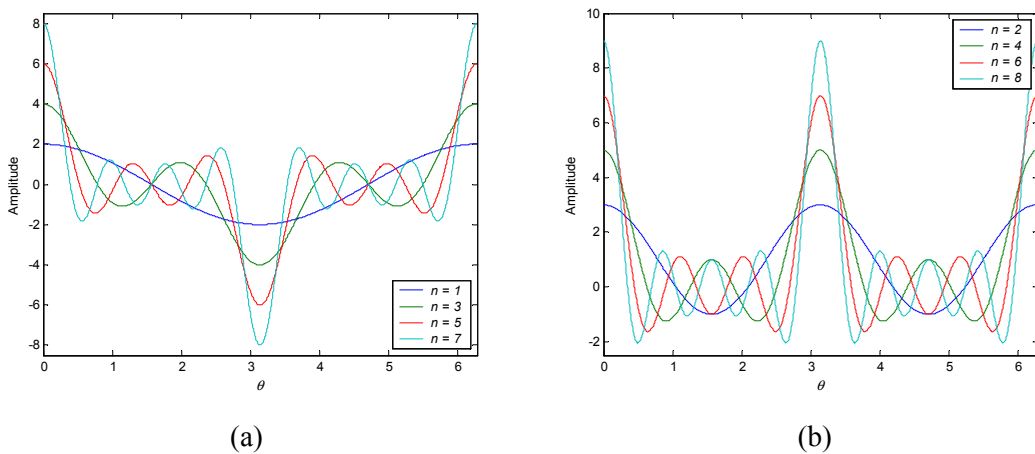 8
6
4
2
0
-2
-4
-6
-8
Amplitude
0 1 2 3 4 5 6
θ
n = 1
n = 3
n = 5
n = 7
(a)
10
8
6
4
2
0
-2
Amplitude
0 1 2 3 4 5 6
θ
n = 2
n = 4
n = 6
n = 8
(b)